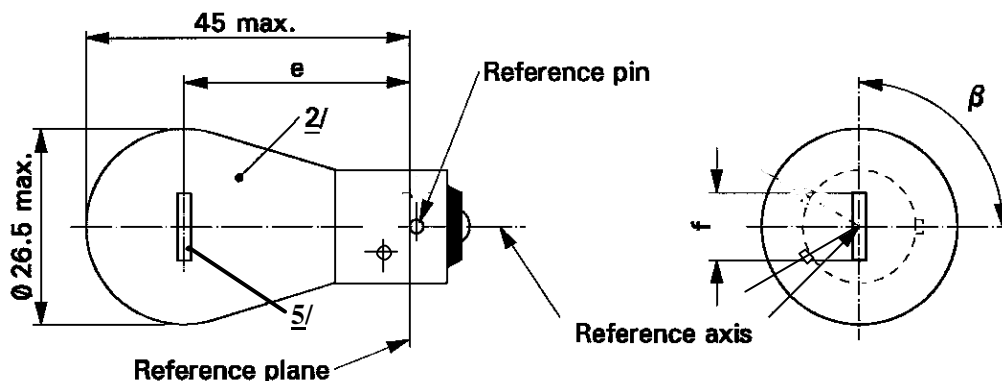 45 max.
e
Reference pin
β
2/
Ø 26.5 max.
f
5/
Reference axis
Reference plane